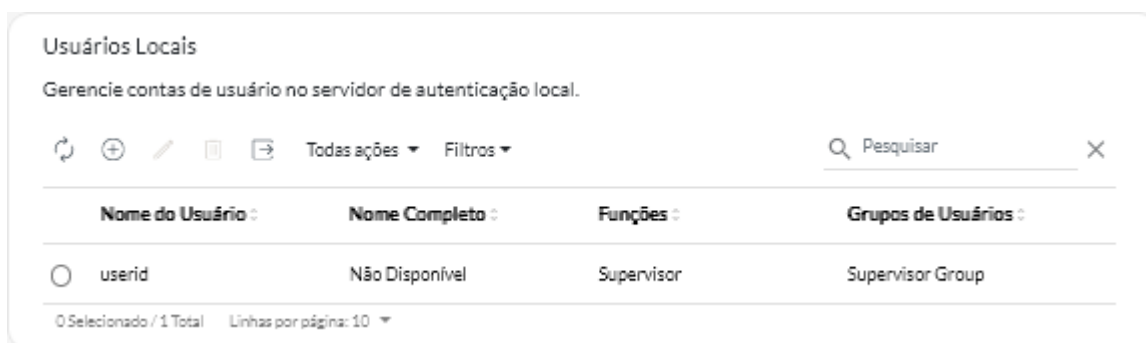 Usuários Locais
Gerencie contas de usuário no servidor de autenticação local.
Todas ações Filtros Pesquisar
Nome do Usuário Nome Completo Funções Grupos de Usuários
userid Não Disponível Supervisor Supervisor Group
0 Selecionado / 1 Total Linhas por página: 10